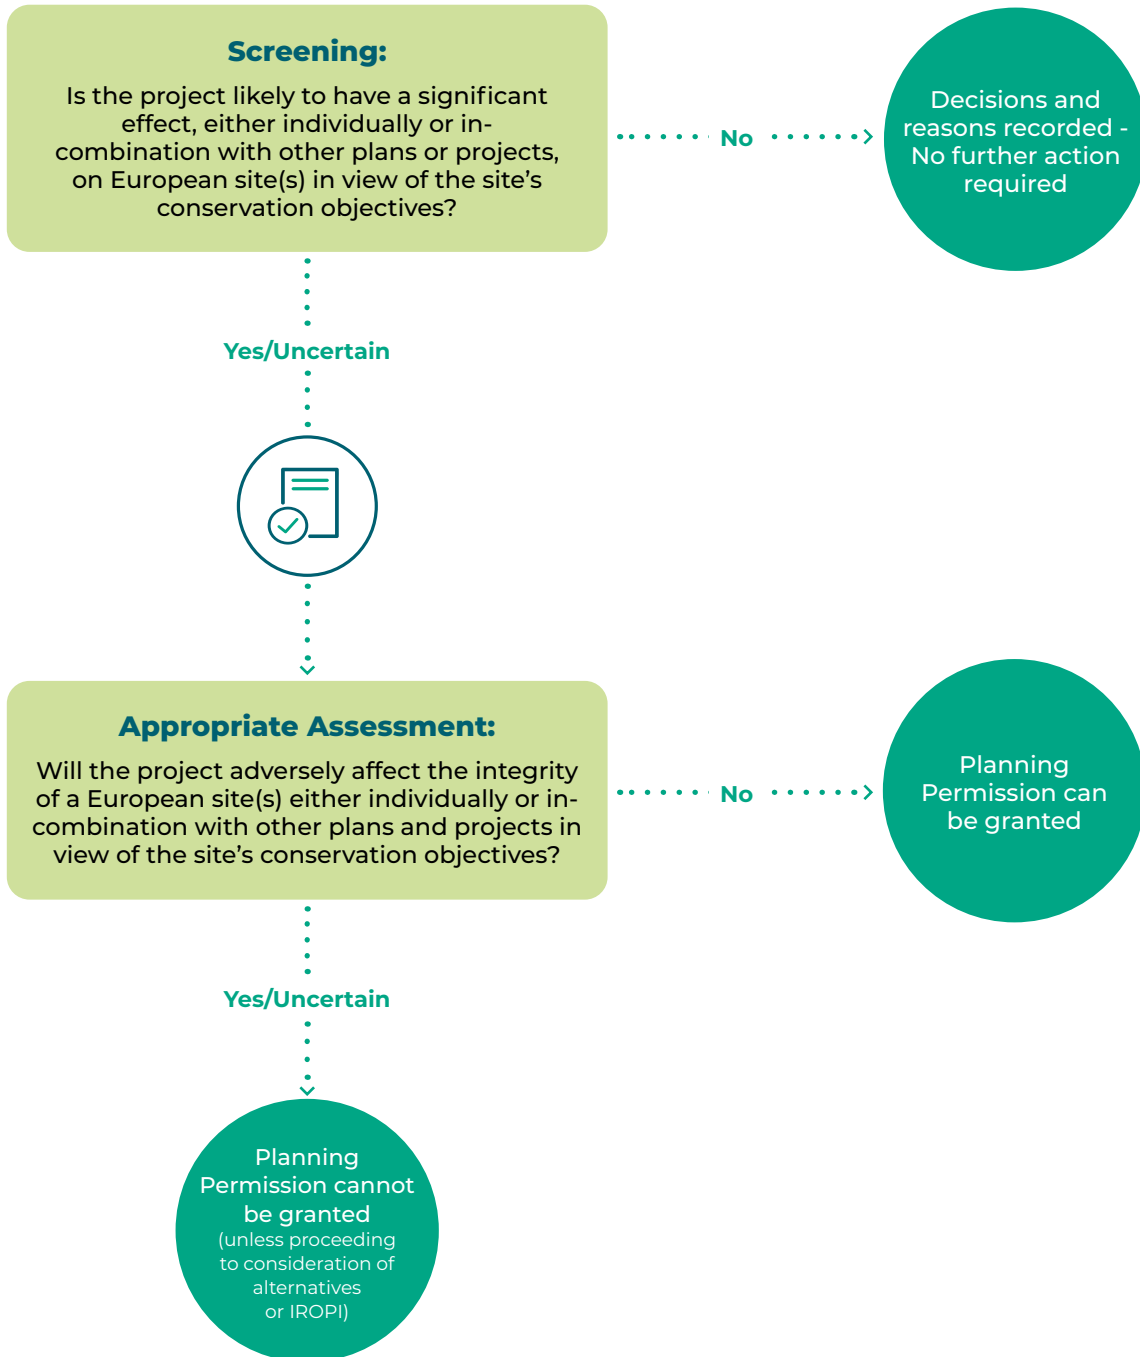 Screening:
Is the project likely to have a significant
effect, either individually or in-
combination with other plans or projects,
on European site(s) in view of the site’s
conservation objectives?
No
Decisions and
reasons recorded -
No further action
required
Yes/Uncertain
Appropriate Assessment:
Will the project adversely affect the integrity
of a European site(s) either individually or in-
combination with other plans and projects in
view of the site’s conservation objectives?
No
Planning
Permission can
be granted
Yes/Uncertain
Planning
Permission cannot
be granted
(unless proceeding
to consideration of
alternatives
or IROPI)